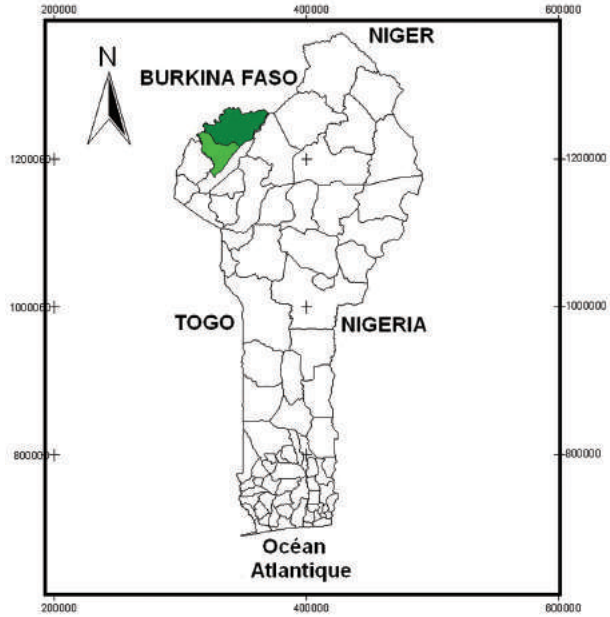 200000 400000 600000
NIGER
N
BURKINA FASO
1200000 1200000
1000000 1000000
TOGO NIGERIA
800000 800000
Océan
Atlantique
200000 400000 600000